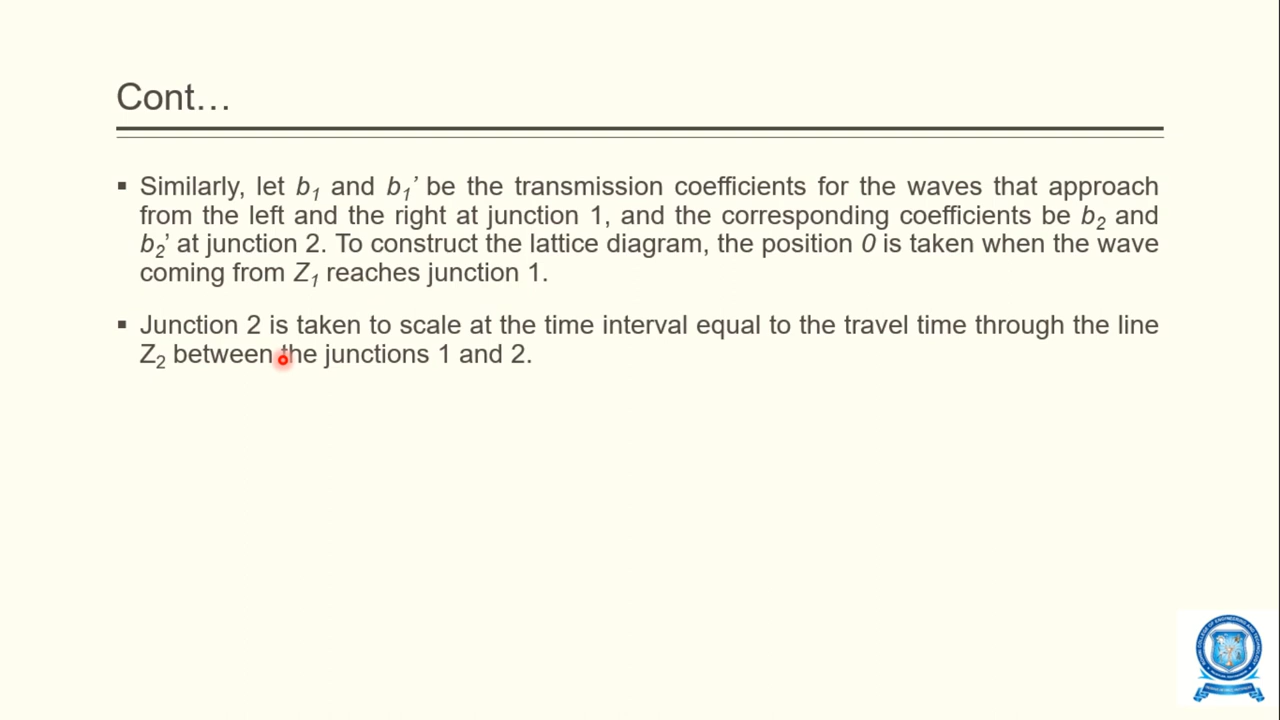 Cont…
▪ Similarly, let b₁ and b₁’ be the transmission coefficients for the waves that approach
from the left and the right at junction 1, and the corresponding coefficients be b₂ and
b₂’ at junction 2. To construct the lattice diagram, the position 0 is taken when the wave
coming from Z₁ reaches junction 1.
▪ Junction 2 is taken to scale at the time interval equal to the travel time through the line
Z₂ between the junctions 1 and 2.